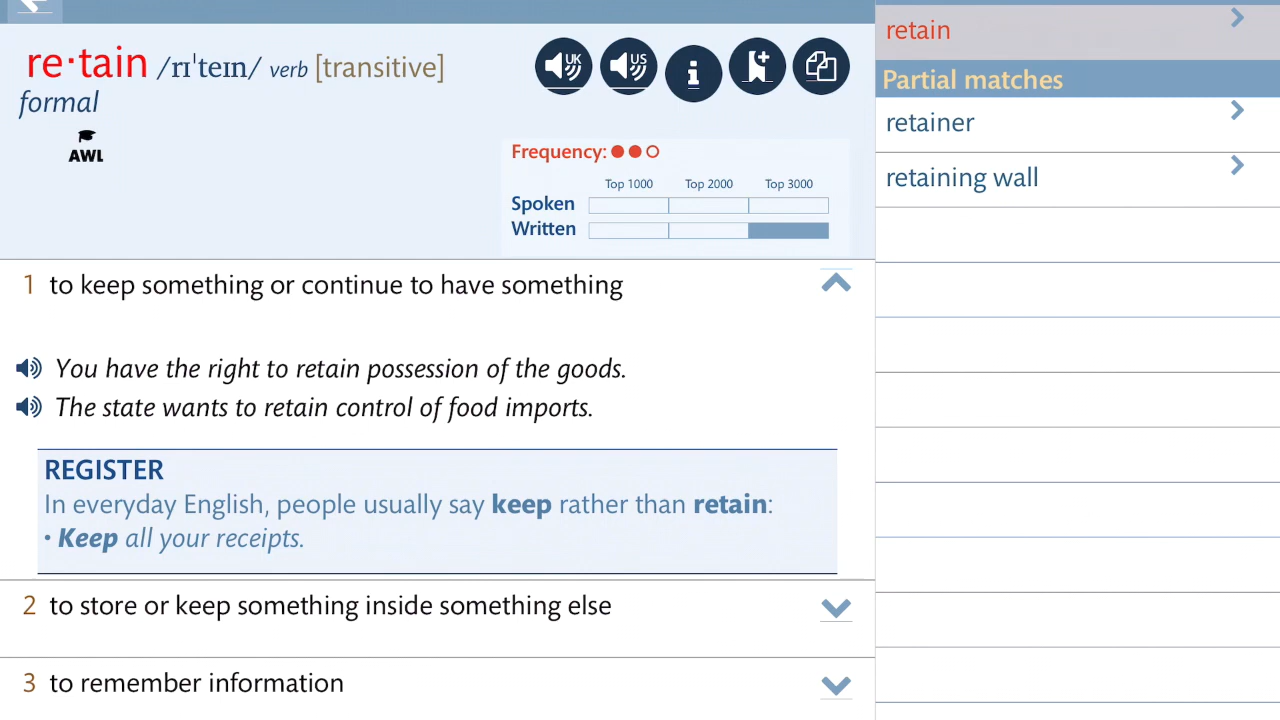 re·tain /rɪˈteɪn/ verb [transitive]
formal
AWL
UK
US
Frequency:
Top 1000 Top 2000 Top 3000
Spoken
Written
1 to keep something or continue to have something
You have the right to retain possession of the goods.
The state wants to retain control of food imports.
REGISTER
In everyday English, people usually say keep rather than retain:
• Keep all your receipts.
2 to store or keep something inside something else
3 to remember information
retain
Partial matches
retainer
retaining wall